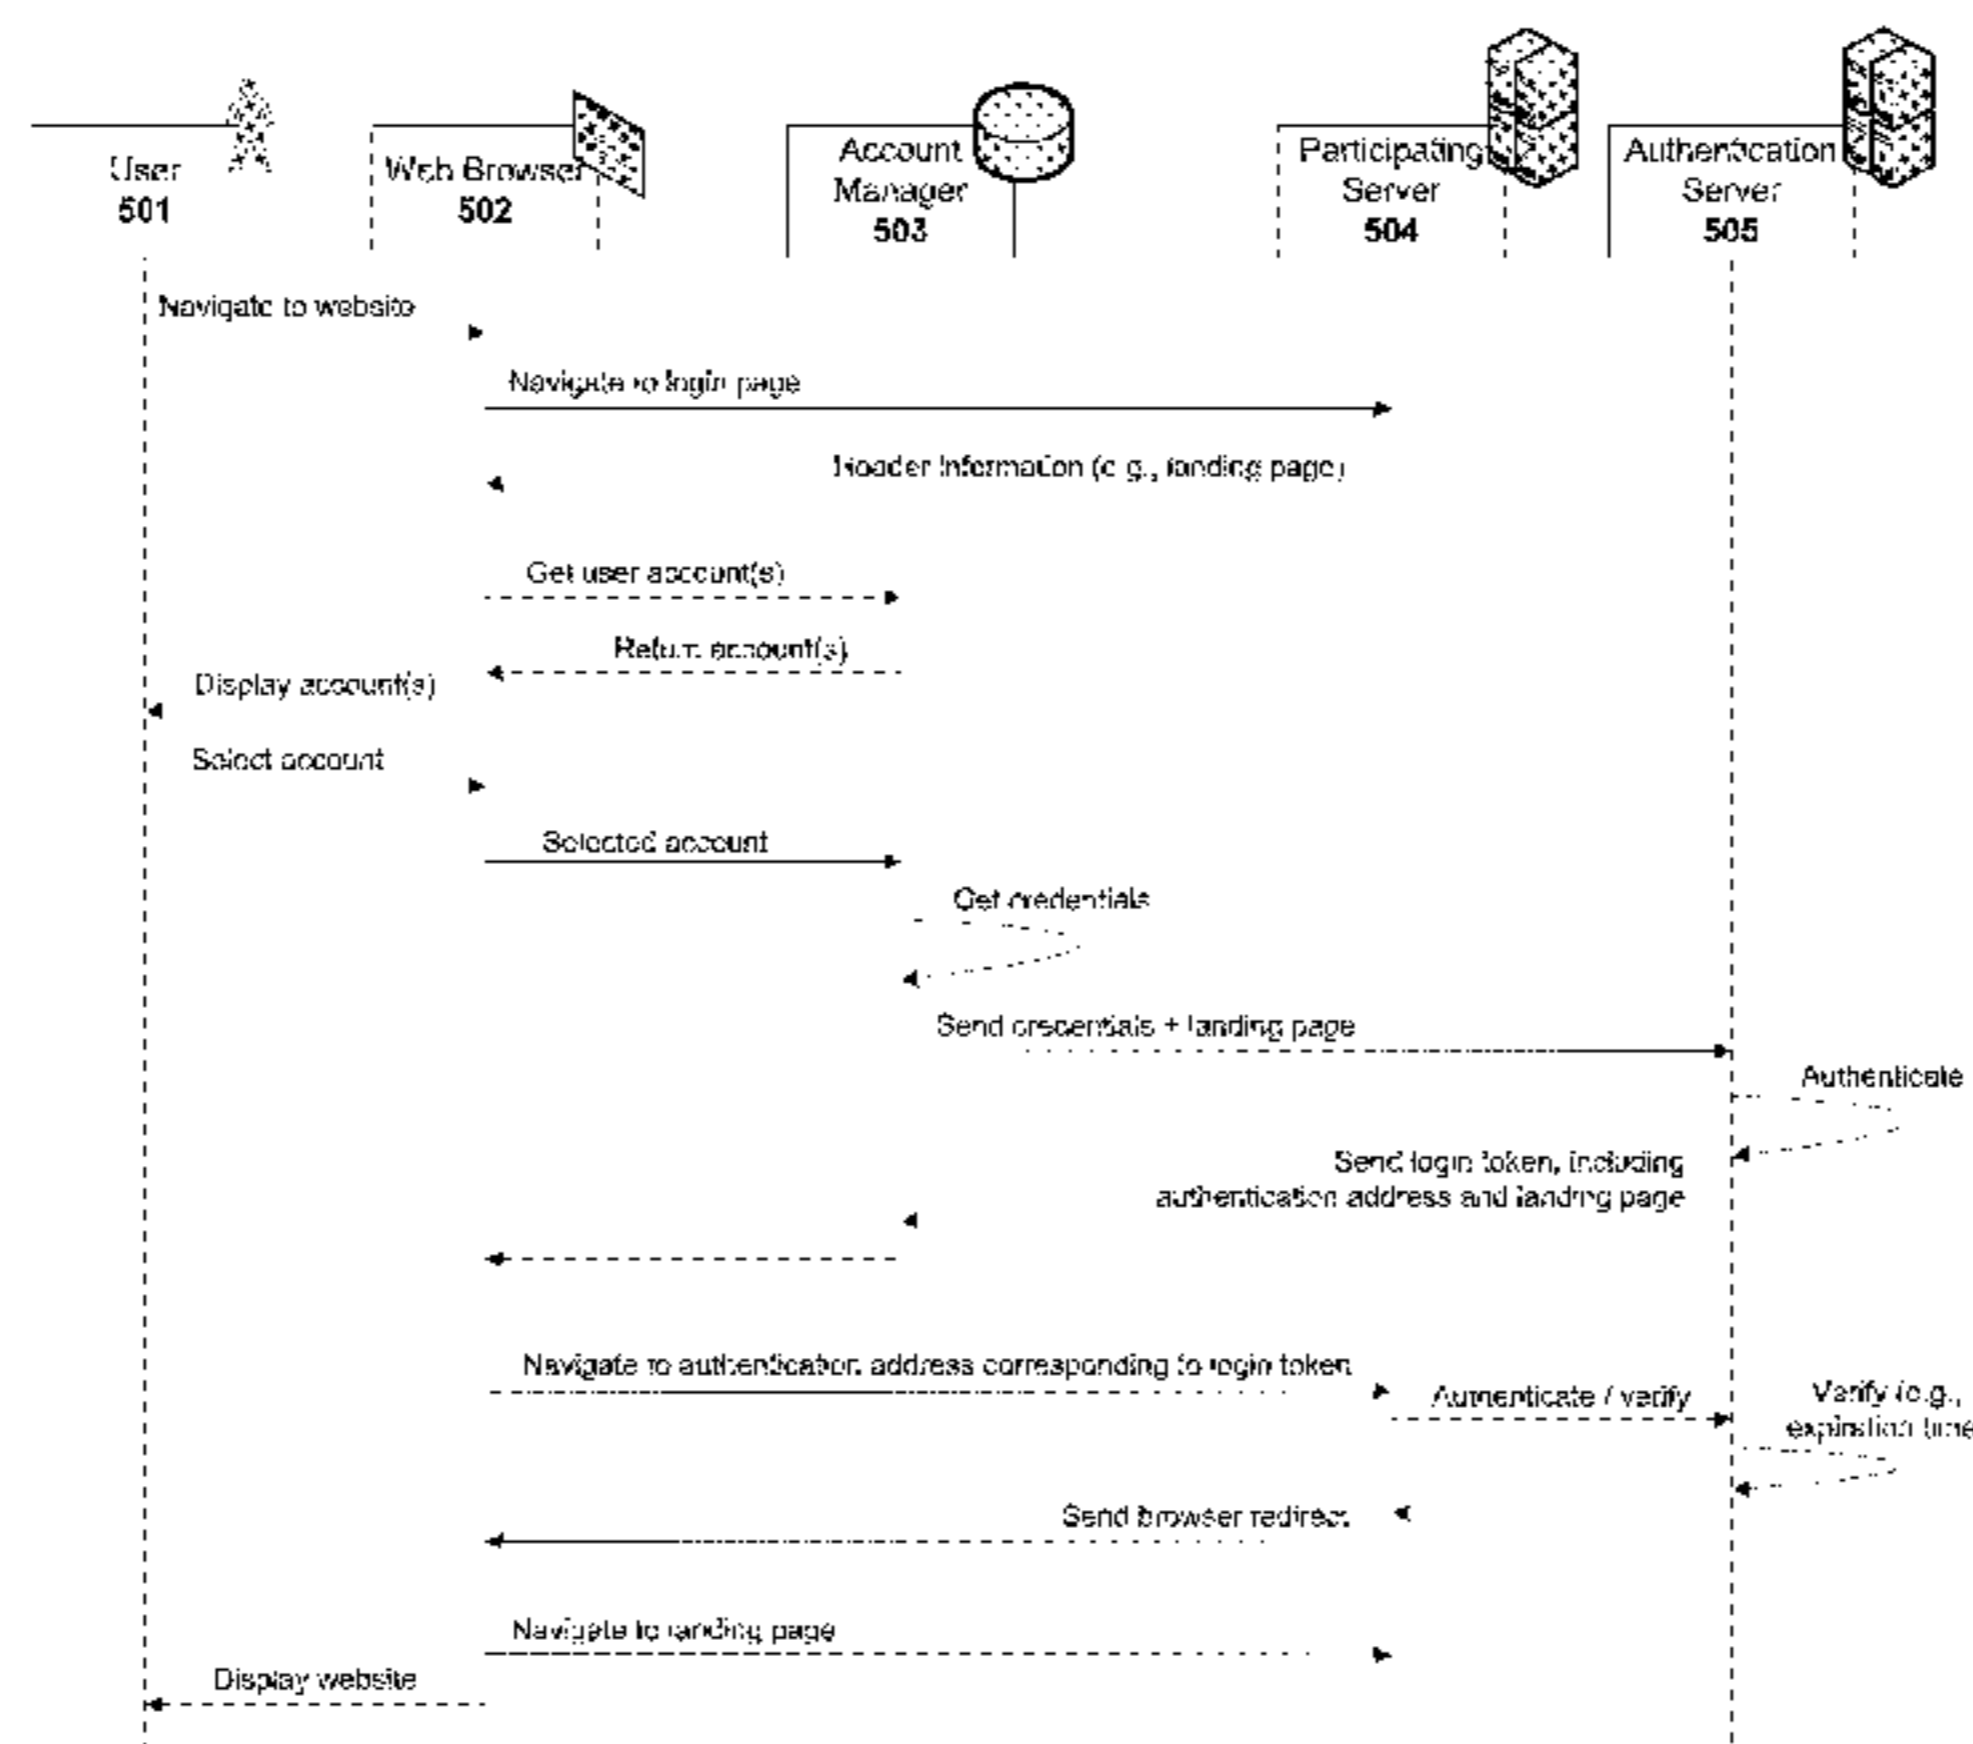 User
501
Web Browser
502
Account
Manager
503
Participating
Server
504
Authentication
Server
505
Navigate to website
Navigate to login page
Header Information (e.g., landing page)
Get user account(s)
Return account(s)
Display account(s)
Select account
Selected account
Get credentials
Send credentials + landing page
Authenticate
Send login token, including
authentication address and landing page
Navigate to authentication address corresponding to login token
Authenticate / verify
Verify (e.g.,
expiration time
Send browser redirect
Navigate to landing page
Display website